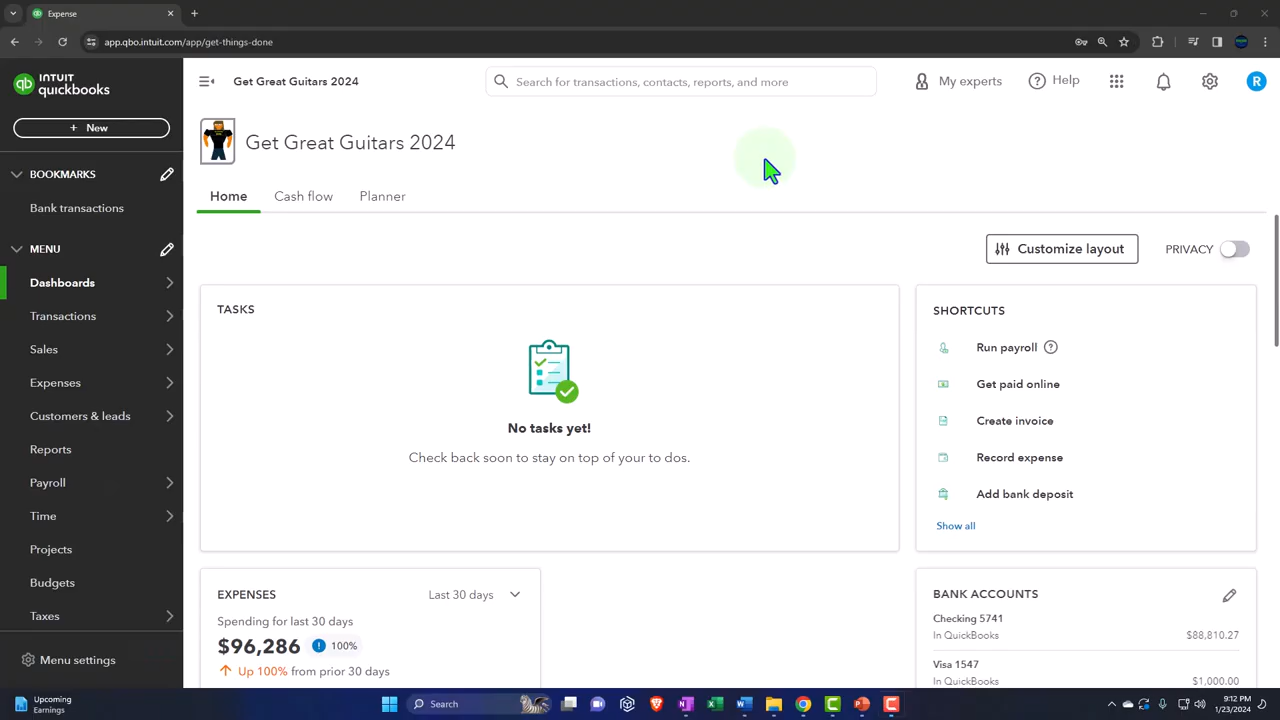 Expense
app.qbo.intuit.com/app/get-things-done
INTUIT
quickbooks
Get Great Guitars 2024
Search for transactions, contacts, reports, and more
My experts
Help
R
+ New
Get Great Guitars 2024
BOOKMARKS
Bank transactions
Home
Cash flow
Planner
MENU
Customize layout
PRIVACY
Dashboards
Transactions
Sales
Expenses
Customers & leads
Reports
Payroll
Time
Projects
Budgets
Taxes
Menu settings
TASKS
No tasks yet!
Check back soon to stay on top of your to dos.
SHORTCUTS
Run payroll
Get paid online
Create invoice
Record expense
Add bank deposit
Show all
EXPENSES
Last 30 days
Spending for last 30 days
$96,286 100%
Up 100% from prior 30 days
BANK ACCOUNTS
Checking 5741
In QuickBooks
$88,810.27
Visa 1547
In QuickBooks
$1,000.00
Upcoming
Earnings
Search
9:12 PM
1/23/2024